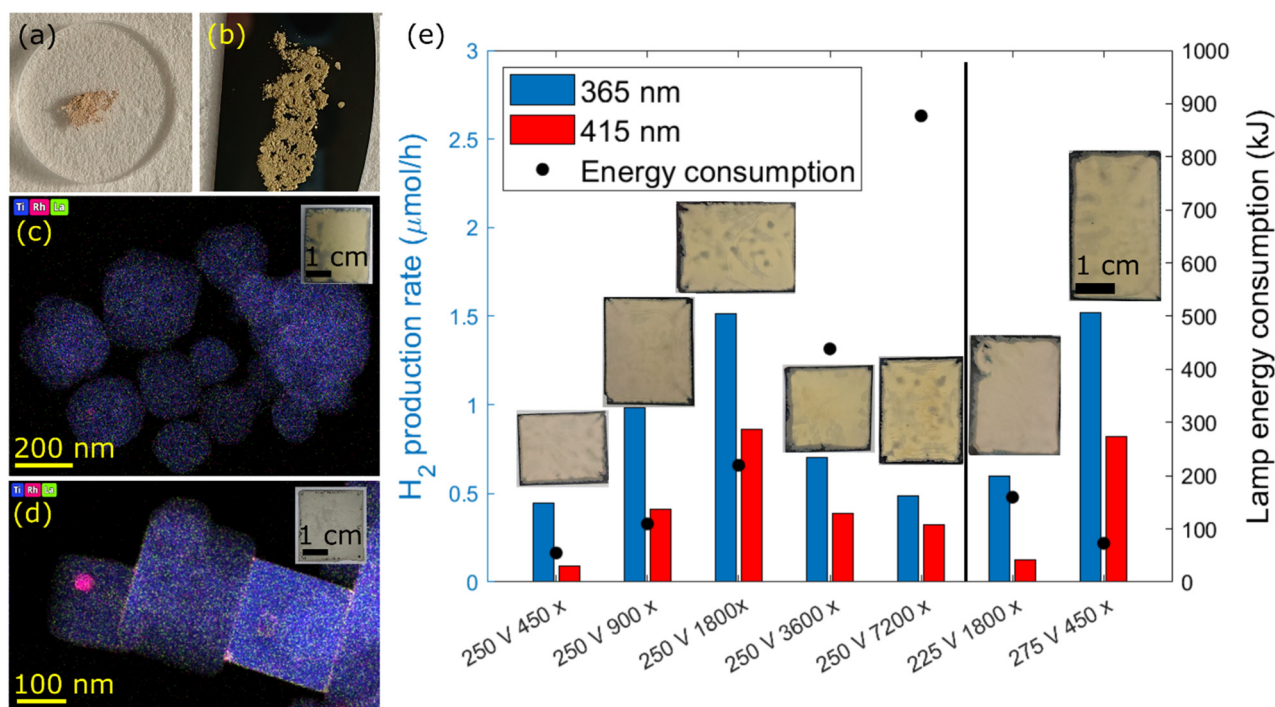 (a)
(b)
Ti Rh La
(c)
1 cm
200 nm
Ti Rh La
(d)
1 cm
100 nm
(e)
H2 production rate (μmol/h)
3
2.5
2
1.5
1
0.5
0
365 nm
415 nm
Energy consumption
1 cm
1000
900
800
700
600
500
400
300
200
100
0
Lamp energy consumption (kJ)
250 V 450 x
250 V 900 x
250 V 1800x
250 V 3600 x
250 V 7200 x
225 V 1800 x
275 V 450 x